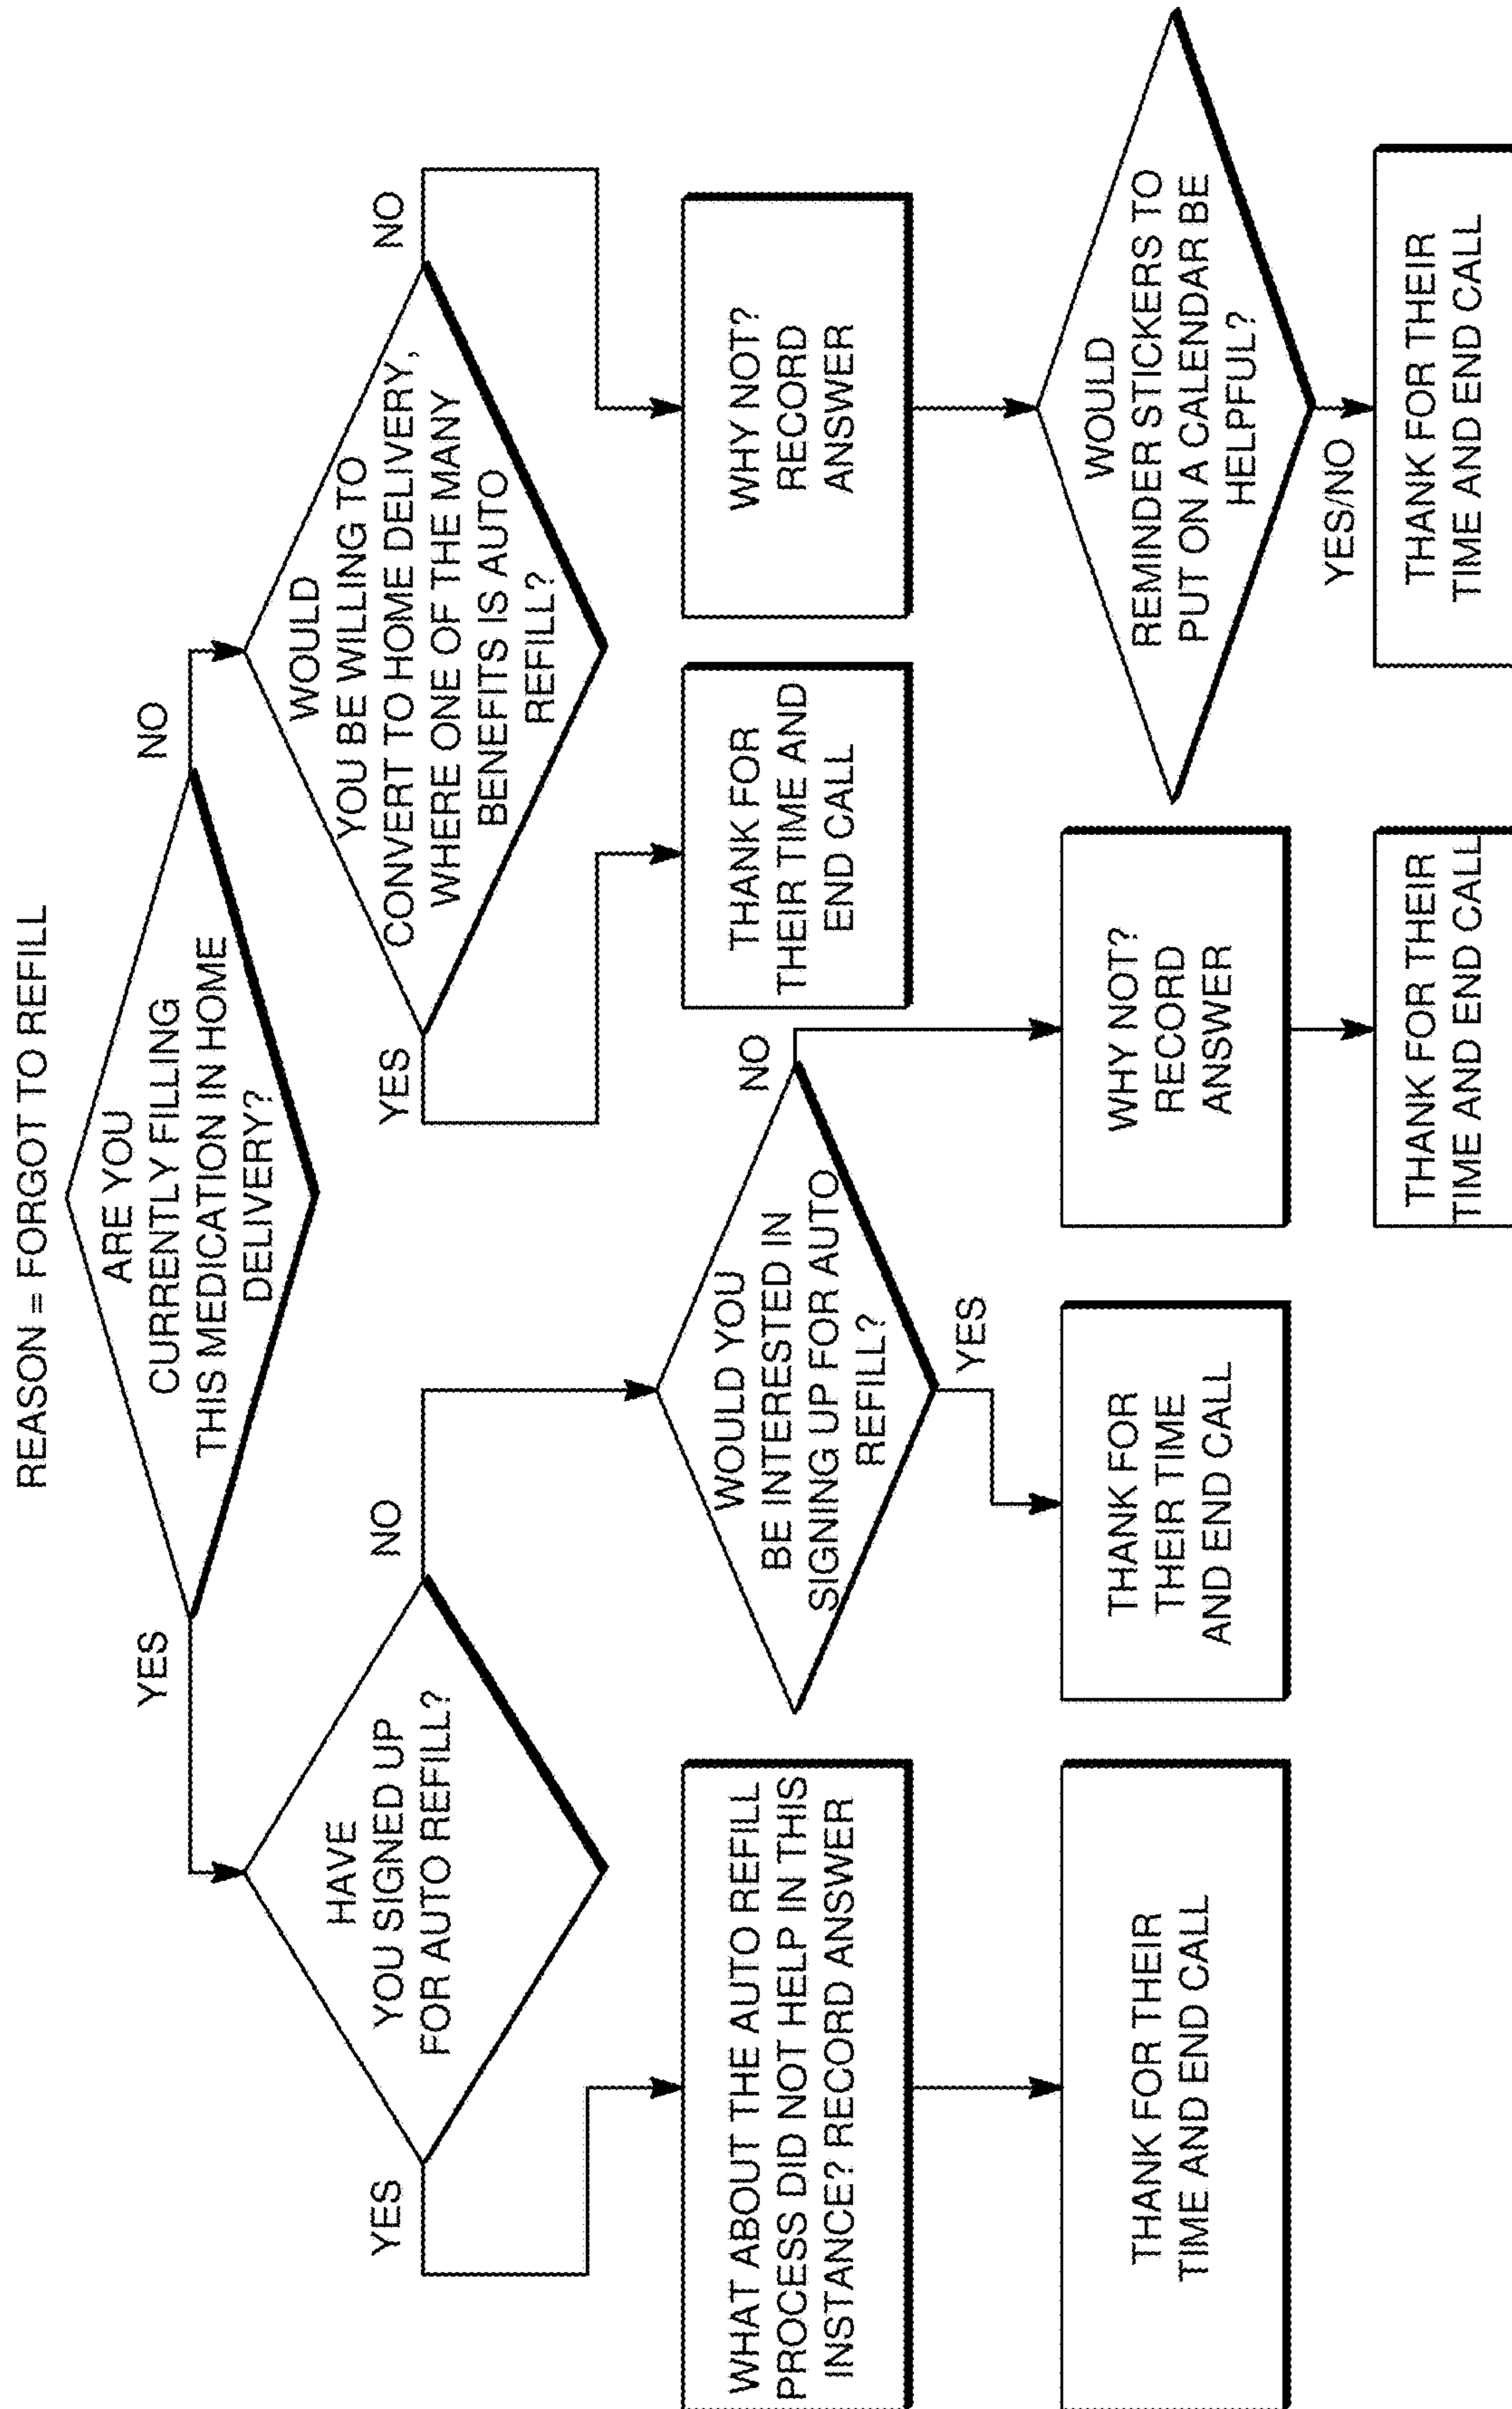 REASON = FORGOT TO REFILL
ARE YOU
CURRENTLY FILLING
THIS MEDICATION IN HOME
DELIVERY?
YES
NO
HAVE
YOU SIGNED UP
FOR AUTO REFILL?
WOULD
YOU BE WILLING TO
CONVERT TO HOME DELIVERY,
WHERE ONE OF THE MANY
BENEFITS IS AUTO
REFILL?
YES
NO
YES
NO
WHAT ABOUT THE AUTO REFILL
PROCESS DID NOT HELP IN THIS
INSTANCE? RECORD ANSWER
WOULD YOU
BE INTERESTED IN
SIGNING UP FOR AUTO
REFILL?
THANK FOR
THEIR TIME AND
END CALL
WHY NOT?
RECORD
ANSWER
NO
YES
THANK FOR THEIR
TIME AND END CALL
THANK FOR
THEIR TIME
AND END CALL
WHY NOT?
RECORD
ANSWER
WOULD
REMINDER STICKERS TO
PUT ON A CALENDAR BE
HELPFUL?
YES/NO
THANK FOR THEIR
TIME AND END CALL
THANK FOR THEIR
TIME AND END CALL